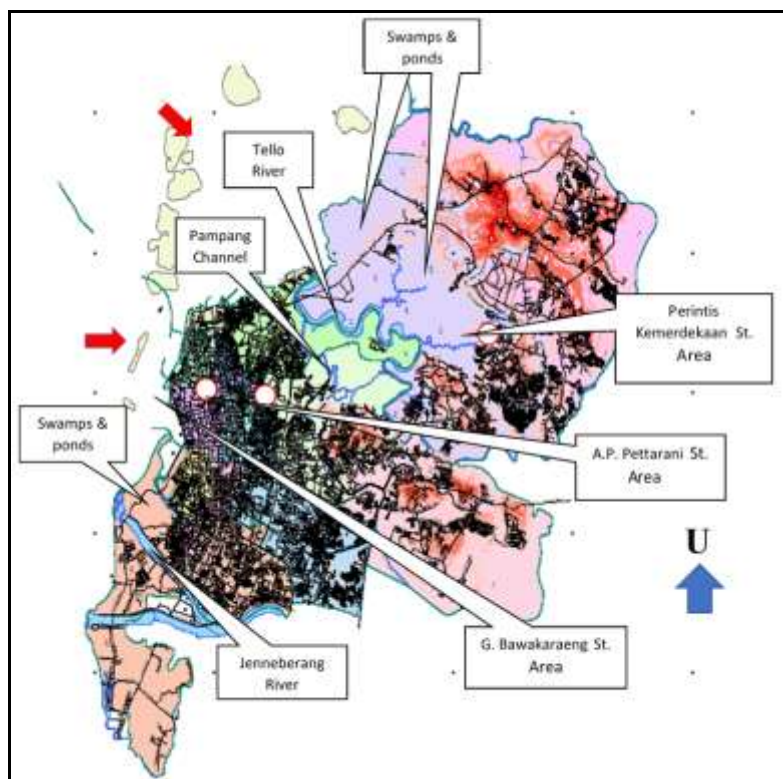 Swamps &
ponds
Tello
River
Pampang
Channel
Perintis
Kemerdekaan St.
Area
Swamps &
ponds
A.P. Pettarani St.
Area
U
G. Bawakaraeng St.
Area
Jenneberang
River